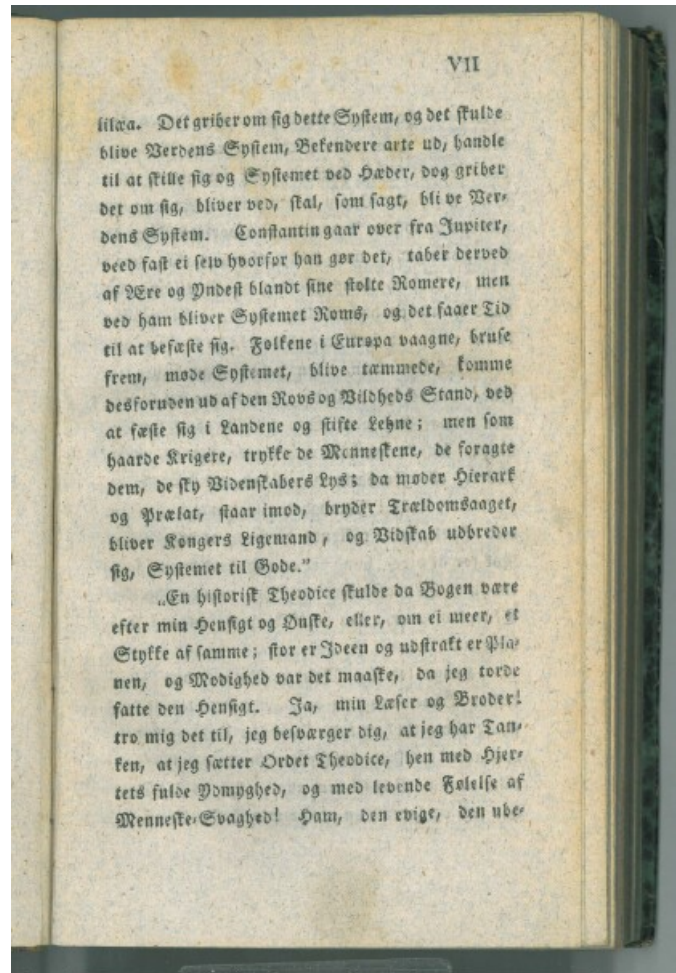 VII
lilæa. Det griber om sig dette System, og det skulde
blive Verdens System, Bekendere arte ud, handle
til at skille sig og Systemet ved Hæder, dog griber
det om sig, bliver ved, skal, som sagt, blive Ver-
dens System. Constantin gaar over fra Jupiter,
veed fast ei selv hvorfor han gør det, taber derved
af Ære og Yndest blandt sine stolte Romere, men
ved ham bliver Systemet Roms, og det faaer Tid
til at befæste sig. Folkene i Europa vaagne, bruse
frem, møde Systemet, blive tæmmede, komme
desforuden ud af den Rovs og Vildheds Stand, ved
at fæste sig i Landene og stifte Lehne; men som
haarde Krigere, trykke de Menneskene, de foragte
dem, de sky Videnskabers Lys; da møder Hierark
og Prælat, staar imod, bryder Trældomsaaget,
bliver Kongers Ligemand, og Vidskab udbreder
sig, Systemet til Gode.”
„En historisk Theodice skulde da Bogen være
efter min Hensigt og Ønske, eller, om ei meer, et
Stykke af samme; stor er Ideen og udstrakt er Pla-
nen, og Modighed var det maaske, da jeg torde
fatte den Hensigt. Ja, min Læser og Broder!
tro mig det til, jeg besværger dig, at jeg har Tan-
ken, at jeg sætter Ordet Theodice, hen med Hjer-
tets fulde Ydmyghed, og med levende Følelse af
Menneske-Svaghed! Ham, den evige, den ube-